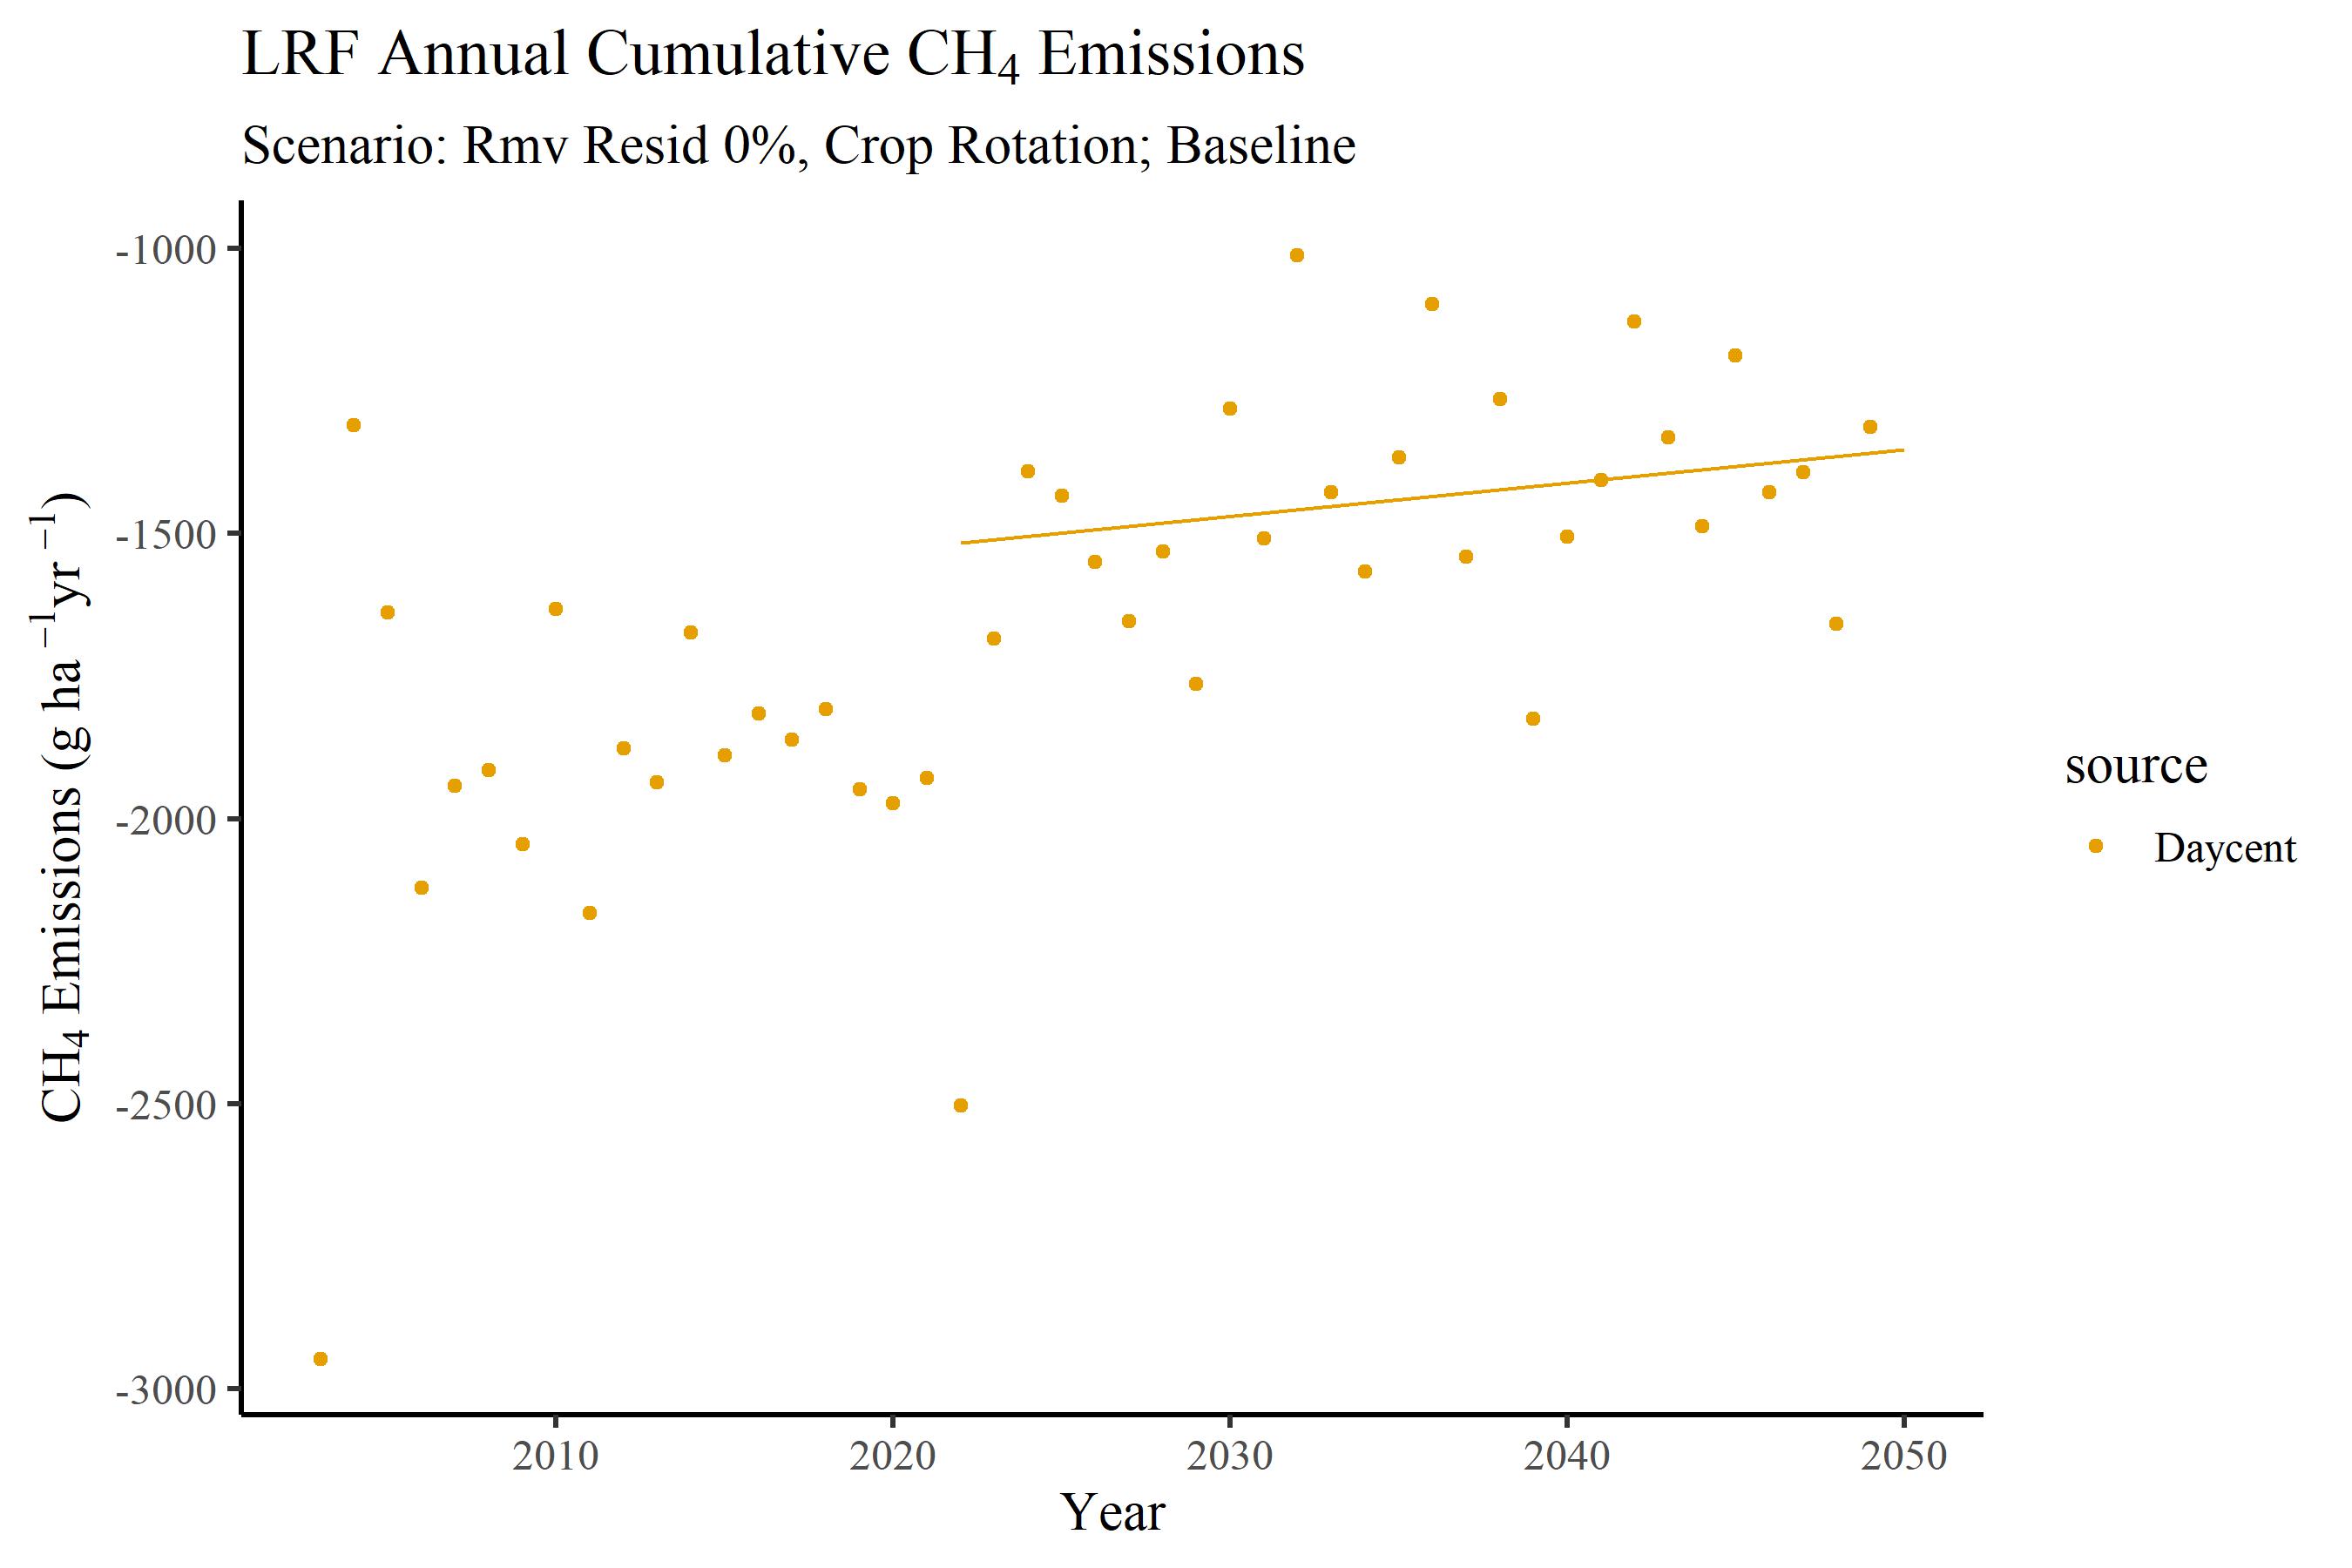 LRF Annual Cumulative CH₄ Emissions
Scenario: Rmv Resid 0%, Crop Rotation; Baseline
CH₄ Emissions (g ha ⁻¹yr ⁻¹)
-1000
-1500
-2000
-2500
-3000
2010
2020
2030
2040
2050
Year
source
Daycent